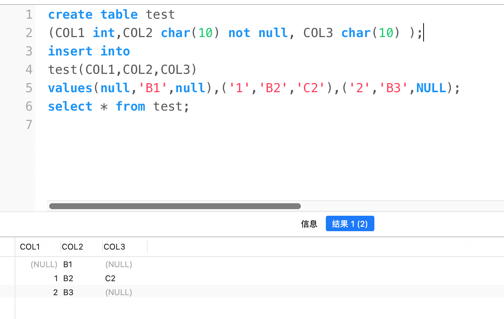 1 create table test
2 (COL1 int,COL2 char(10) not null, COL3 char(10) );
3 insert into
4 test(COL1,COL2,COL3)
5 values(null,'B1',null),('1','B2','C2'),('2','B3',NULL);
6 select * from test;
7
信息 结果 1 (2)
COL1 COL2 COL3
(NULL) B1 (NULL)
1 B2 C2
2 B3 (NULL)